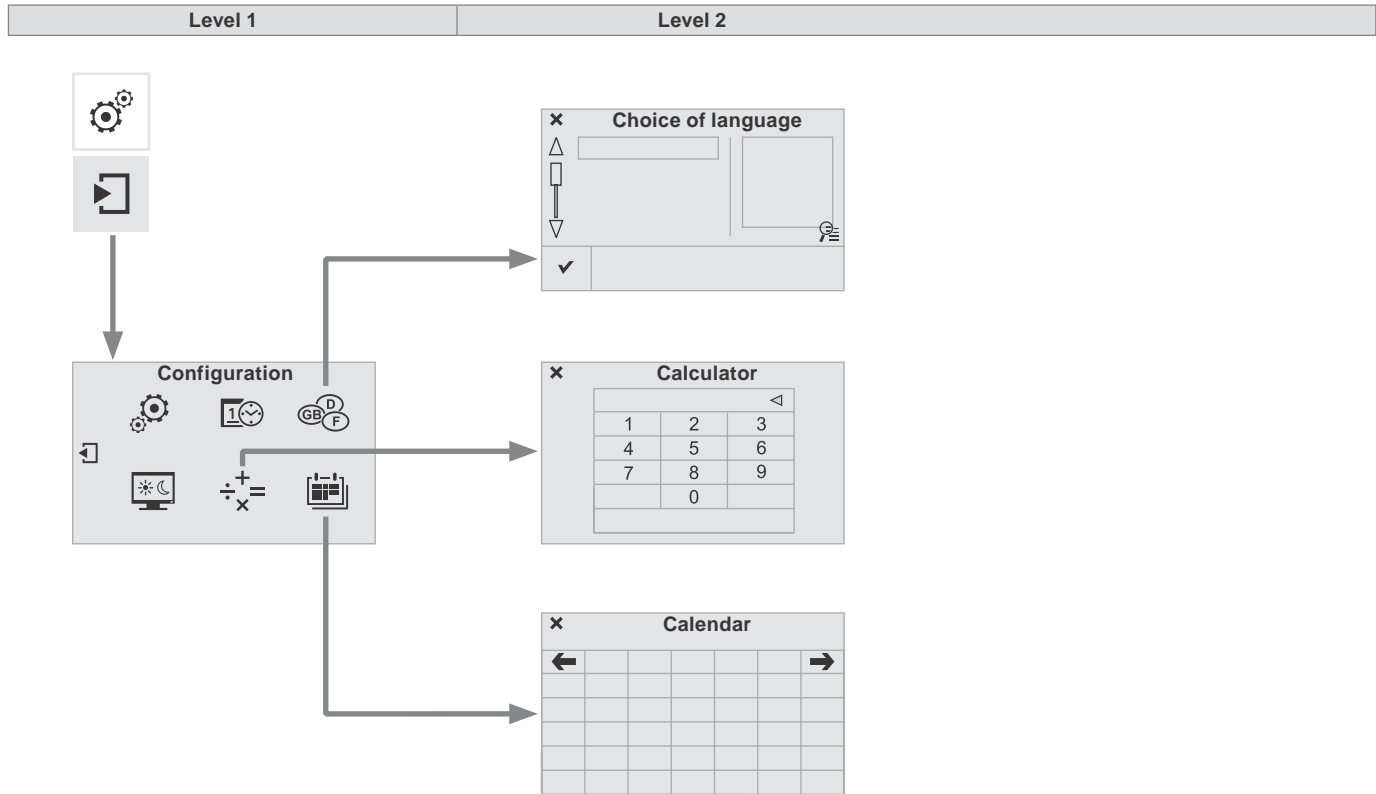 Level 1 Level 2
Choice of language
Configuration
1
GB D F
÷ + × =
Calculator
1 2 3
4 5 6
7 8 9
0
Calendar